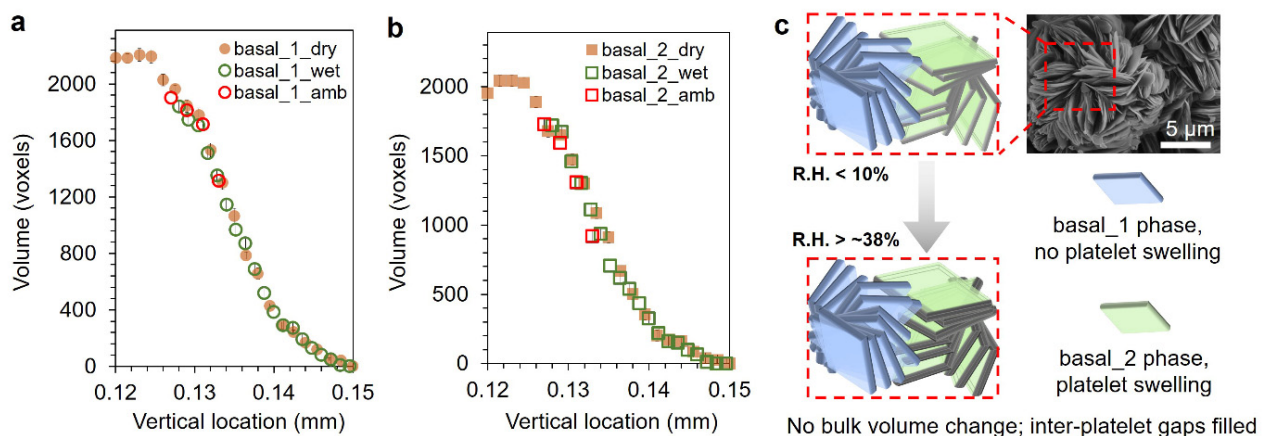 a
basal_1_dry
basal_1_wet
basal_1_amb
2000
1600
1200
800
400
0
Volume (voxels)
0.12 0.13 0.14 0.15
Vertical location (mm)
b
basal_2_dry
basal_2_wet
basal_2_amb
2000
1500
1000
500
0
Volume (voxels)
0.12 0.13 0.14 0.15
Vertical location (mm)
c
5 µm
R.H. < 10%
R.H. > ~38%
basal_1 phase,
no platelet swelling
basal_2 phase,
platelet swelling
No bulk volume change; inter-platelet gaps filled